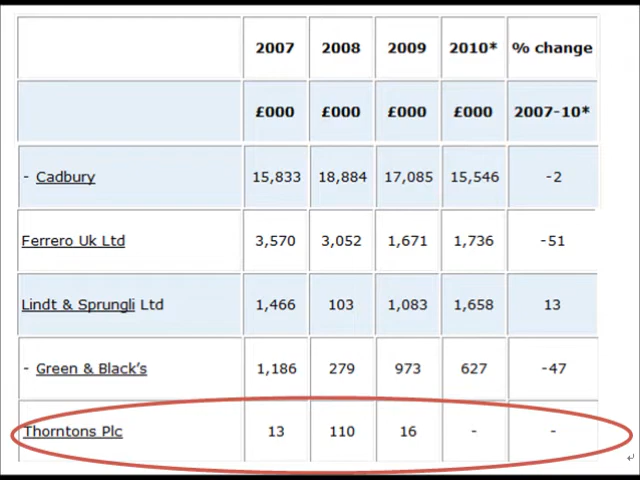 2007 2008 2009 2010* % change
£000 £000 £000 £000 2007-10*
- Cadbury 15,833 18,884 17,085 15,546 -2
Ferrero Uk Ltd 3,570 3,052 1,671 1,736 -51
Lindt & Sprungli Ltd 1,466 103 1,083 1,658 13
- Green & Black’s 1,186 279 973 627 -47
Thorntons Plc 13 110 16 - -